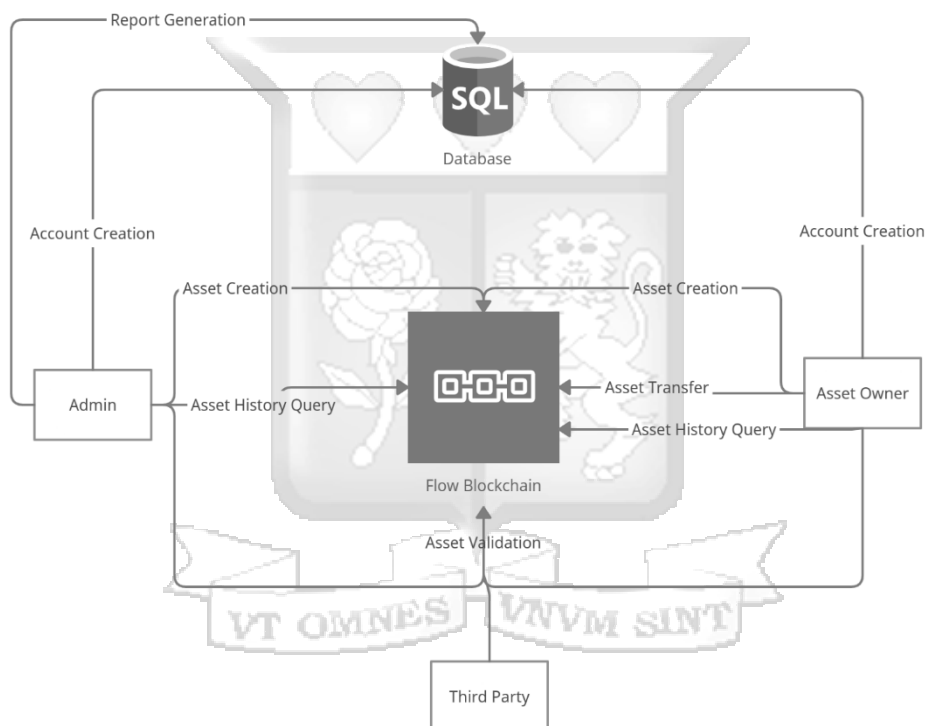 Report Generation
SQL
Database
Account Creation
Account Creation
Asset Creation
Asset Creation
Admin
Asset History Query
Asset Transfer
Asset Owner
Asset History Query
Flow Blockchain
Asset Validation
VT OMNES VNVM SINT
Third Party